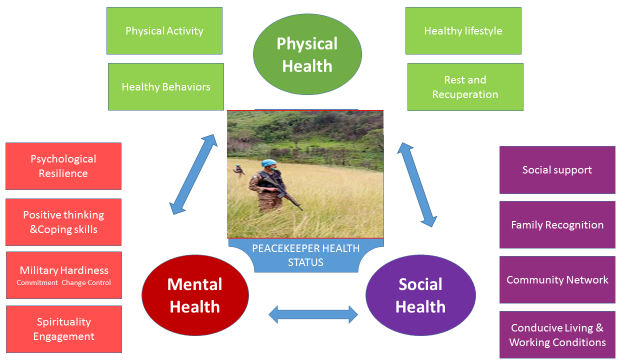 Physical Activity
Healthy Behaviors
Physical
Health
Healthy lifestyle
Rest and
Recuperation
Psychological
Resilience
Positive thinking
&Coping skills
Military Hardiness
Commitment Change Control
Spirituality
Engagement
PEACEKEEPER HEALTH
STATUS
Mental
Health
Social
Health
Social support
Family Recognition
Community Network
Conducive Living &
Working Conditions